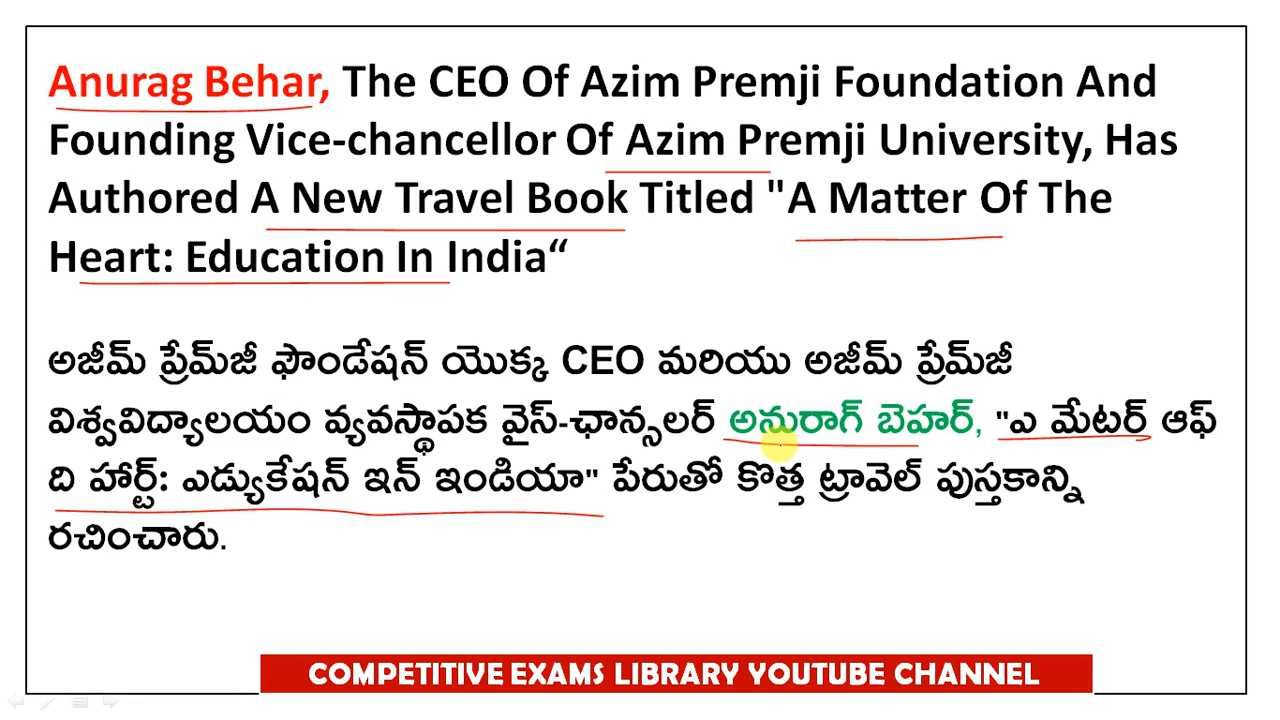 Anurag Behar, The CEO Of Azim Premji Foundation And
Founding Vice-chancellor Of Azim Premji University, Has
Authored A New Travel Book Titled "A Matter Of The
Heart: Education In India“
అజీమ్ ప్రేమ్‌జీ ఫౌండేషన్ యొక్క CEO మరియు అజీమ్ ప్రేమ్‌జీ
విశ్వవిద్యాలయం వ్యవస్థాపక వైస్-ఛాన్సలర్ అనురాగ్ బెహర్, "ఎ మేటర్ ఆఫ్
ది హార్ట్: ఎడ్యుకేషన్ ఇన్ ఇండియా" పేరుతో కొత్త ట్రావెల్ పుస్తకాన్ని
రచించారు.
COMPETITIVE EXAMS LIBRARY YOUTUBE CHANNEL